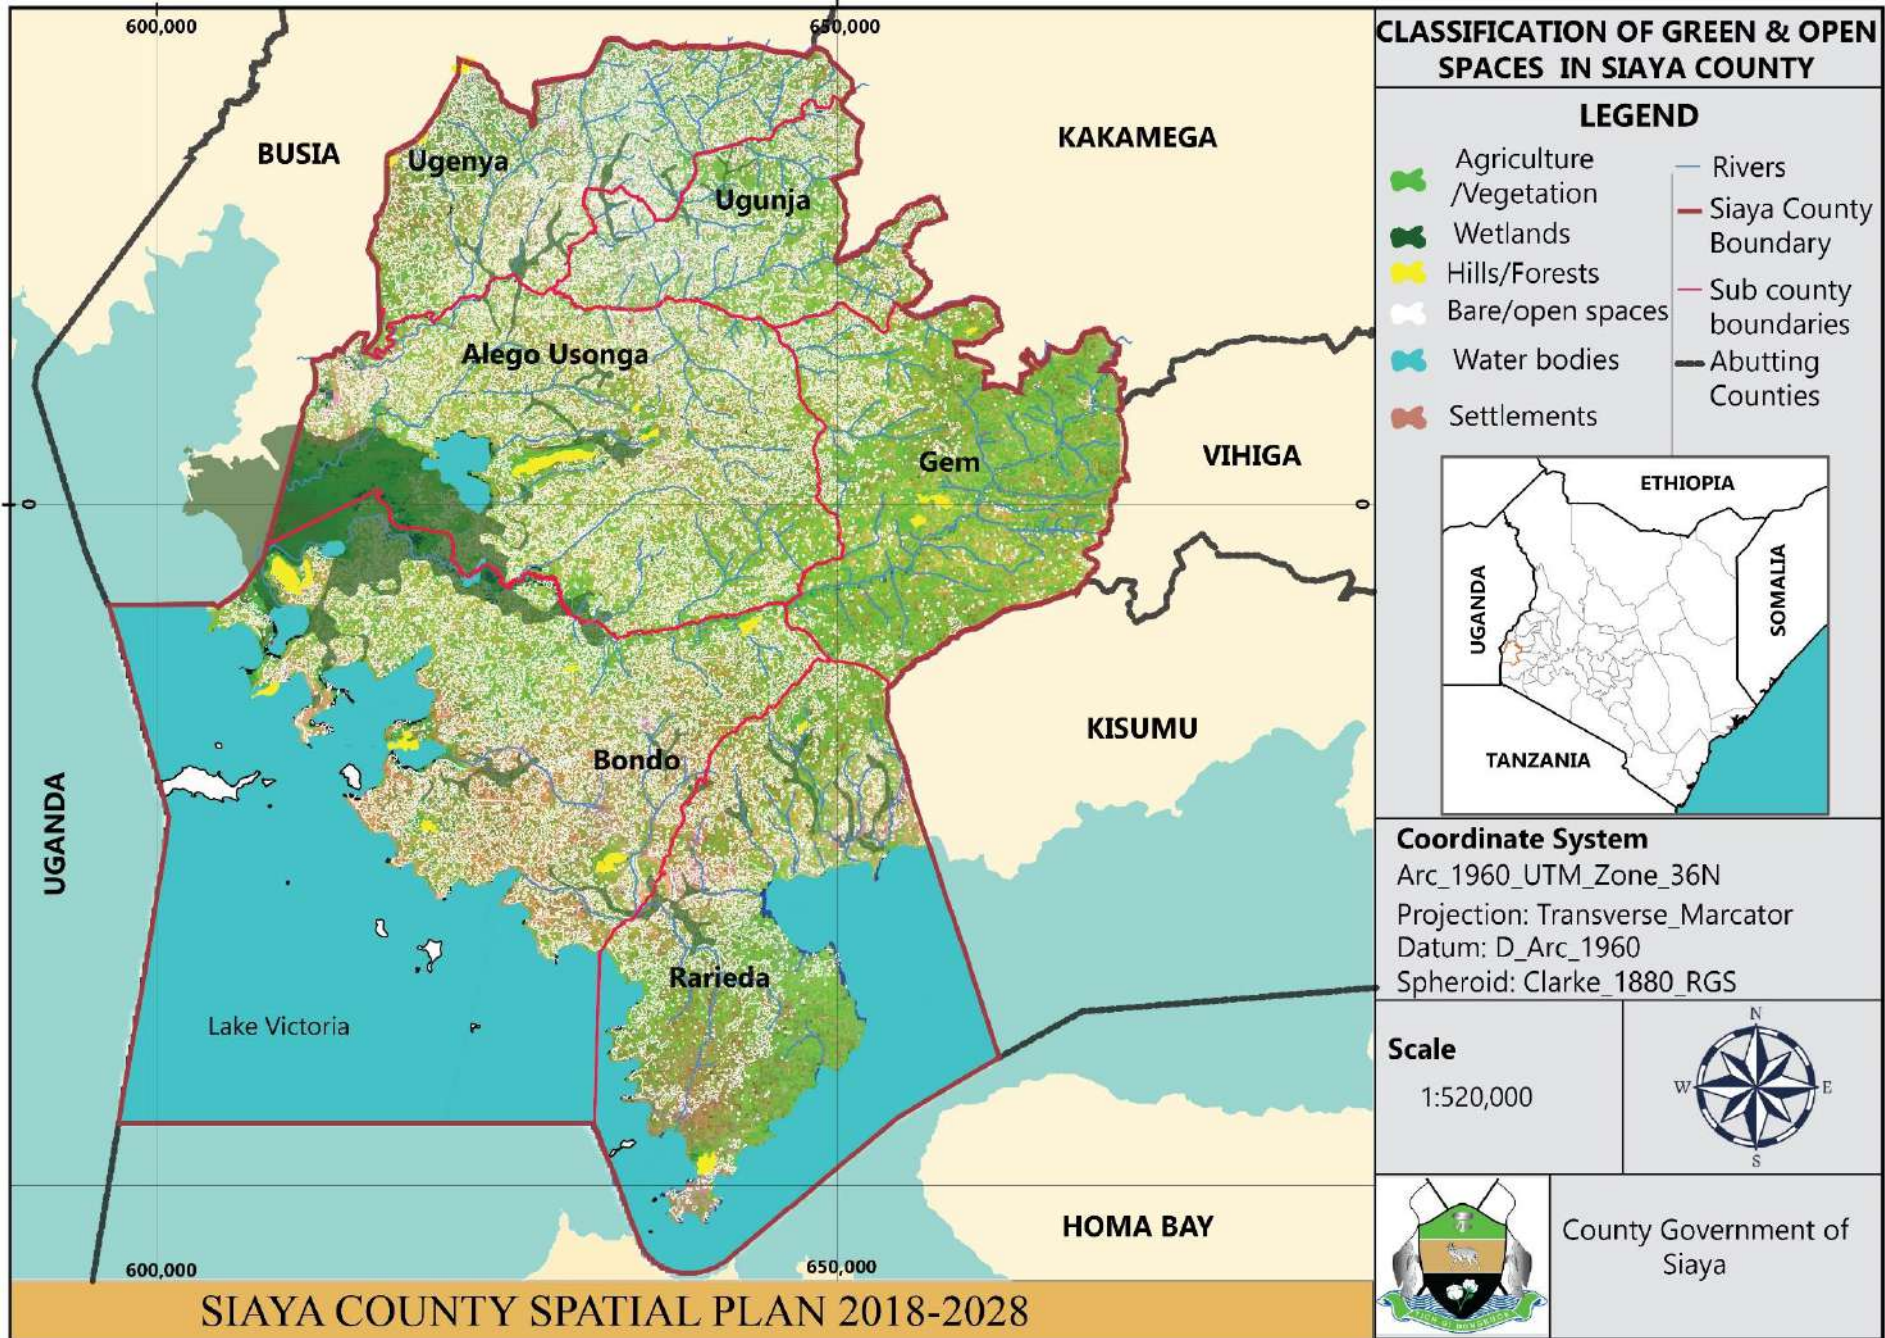 600,000
650,000
BUSIA
Ugenya
KAKAMEGA
Ugunja
Alego Usonga
Gem
VIHIGA
0
0
KISUMU
Bondo
UGANDA
Rarieda
Lake Victoria
HOMA BAY
600,000
650,000
SIAYA COUNTY SPATIAL PLAN 2018-2028
CLASSIFICATION OF GREEN & OPEN
SPACES IN SIAYA COUNTY
LEGEND
Agriculture
/Vegetation
Wetlands
Hills/Forests
Bare/open spaces
Water bodies
Settlements
Rivers
Siaya County
Boundary
Sub county
boundaries
Abutting
Counties
ETHIOPIA
UGANDA
SOMALIA
TANZANIA
Coordinate System
Arc_1960_UTM_Zone_36N
Projection: Transverse_Marcator
Datum: D_Arc_1960
Spheroid: Clarke_1880_RGS
Scale
1:520,000
N
W
E
S
County Government of
Siaya